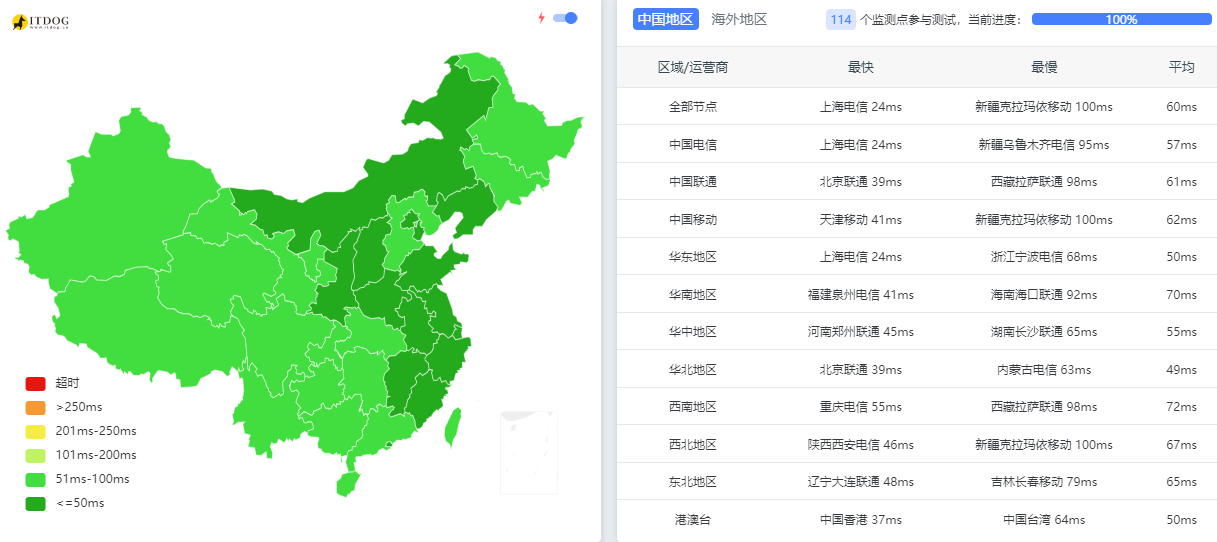 ITDOG
www.itdog.cn
超时
>250ms
201ms-250ms
101ms-200ms
51ms-100ms
<=50ms
中国地区 海外地区 114 个监测点参与测试，当前进度： 100%
区域/运营商 最快 最慢 平均
全部节点 上海电信 24ms 新疆克拉玛依移动 100ms 60ms
中国电信 上海电信 24ms 新疆乌鲁木齐电信 95ms 57ms
中国联通 北京联通 39ms 西藏拉萨联通 98ms 61ms
中国移动 天津移动 41ms 新疆克拉玛依移动 100ms 62ms
华东地区 上海电信 24ms 浙江宁波电信 68ms 50ms
华南地区 福建泉州电信 41ms 海南海口联通 92ms 70ms
华中地区 河南郑州联通 45ms 湖南长沙联通 65ms 55ms
华北地区 北京联通 39ms 内蒙古电信 63ms 49ms
西南地区 重庆电信 55ms 西藏拉萨联通 98ms 72ms
西北地区 陕西西安电信 46ms 新疆克拉玛依移动 100ms 67ms
东北地区 辽宁大连联通 48ms 吉林长春移动 79ms 65ms
港澳台 中国香港 37ms 中国台湾 64ms 50ms